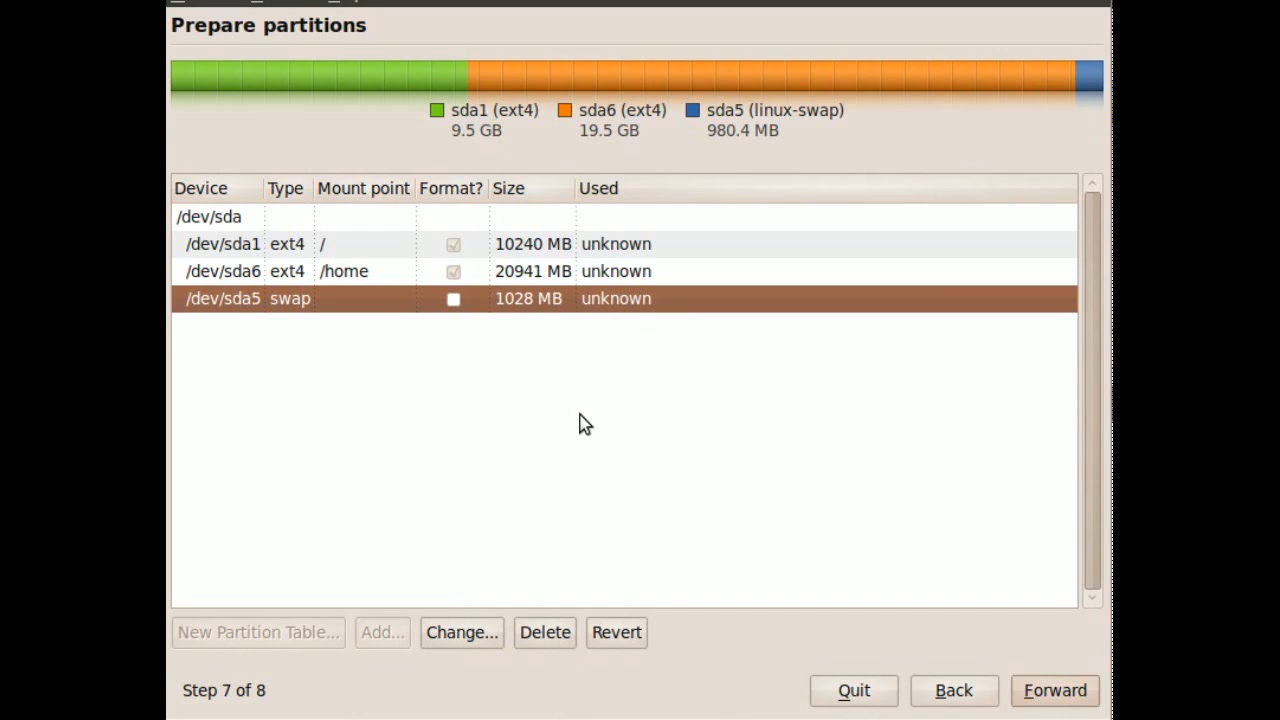 Prepare partitions
sda1 (ext4) sda6 (ext4) sda5 (linux-swap)
9.5 GB 19.5 GB 980.4 MB
Device Type Mount point Format? Size Used
/dev/sda
/dev/sda1 ext4 / 10240 MB unknown
/dev/sda6 ext4 /home 20941 MB unknown
/dev/sda5 swap 1028 MB unknown
New Partition Table... Add... Change... Delete Revert
Step 7 of 8 Quit Back Forward